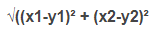 √((x1-y1)² + (x2-y2)²